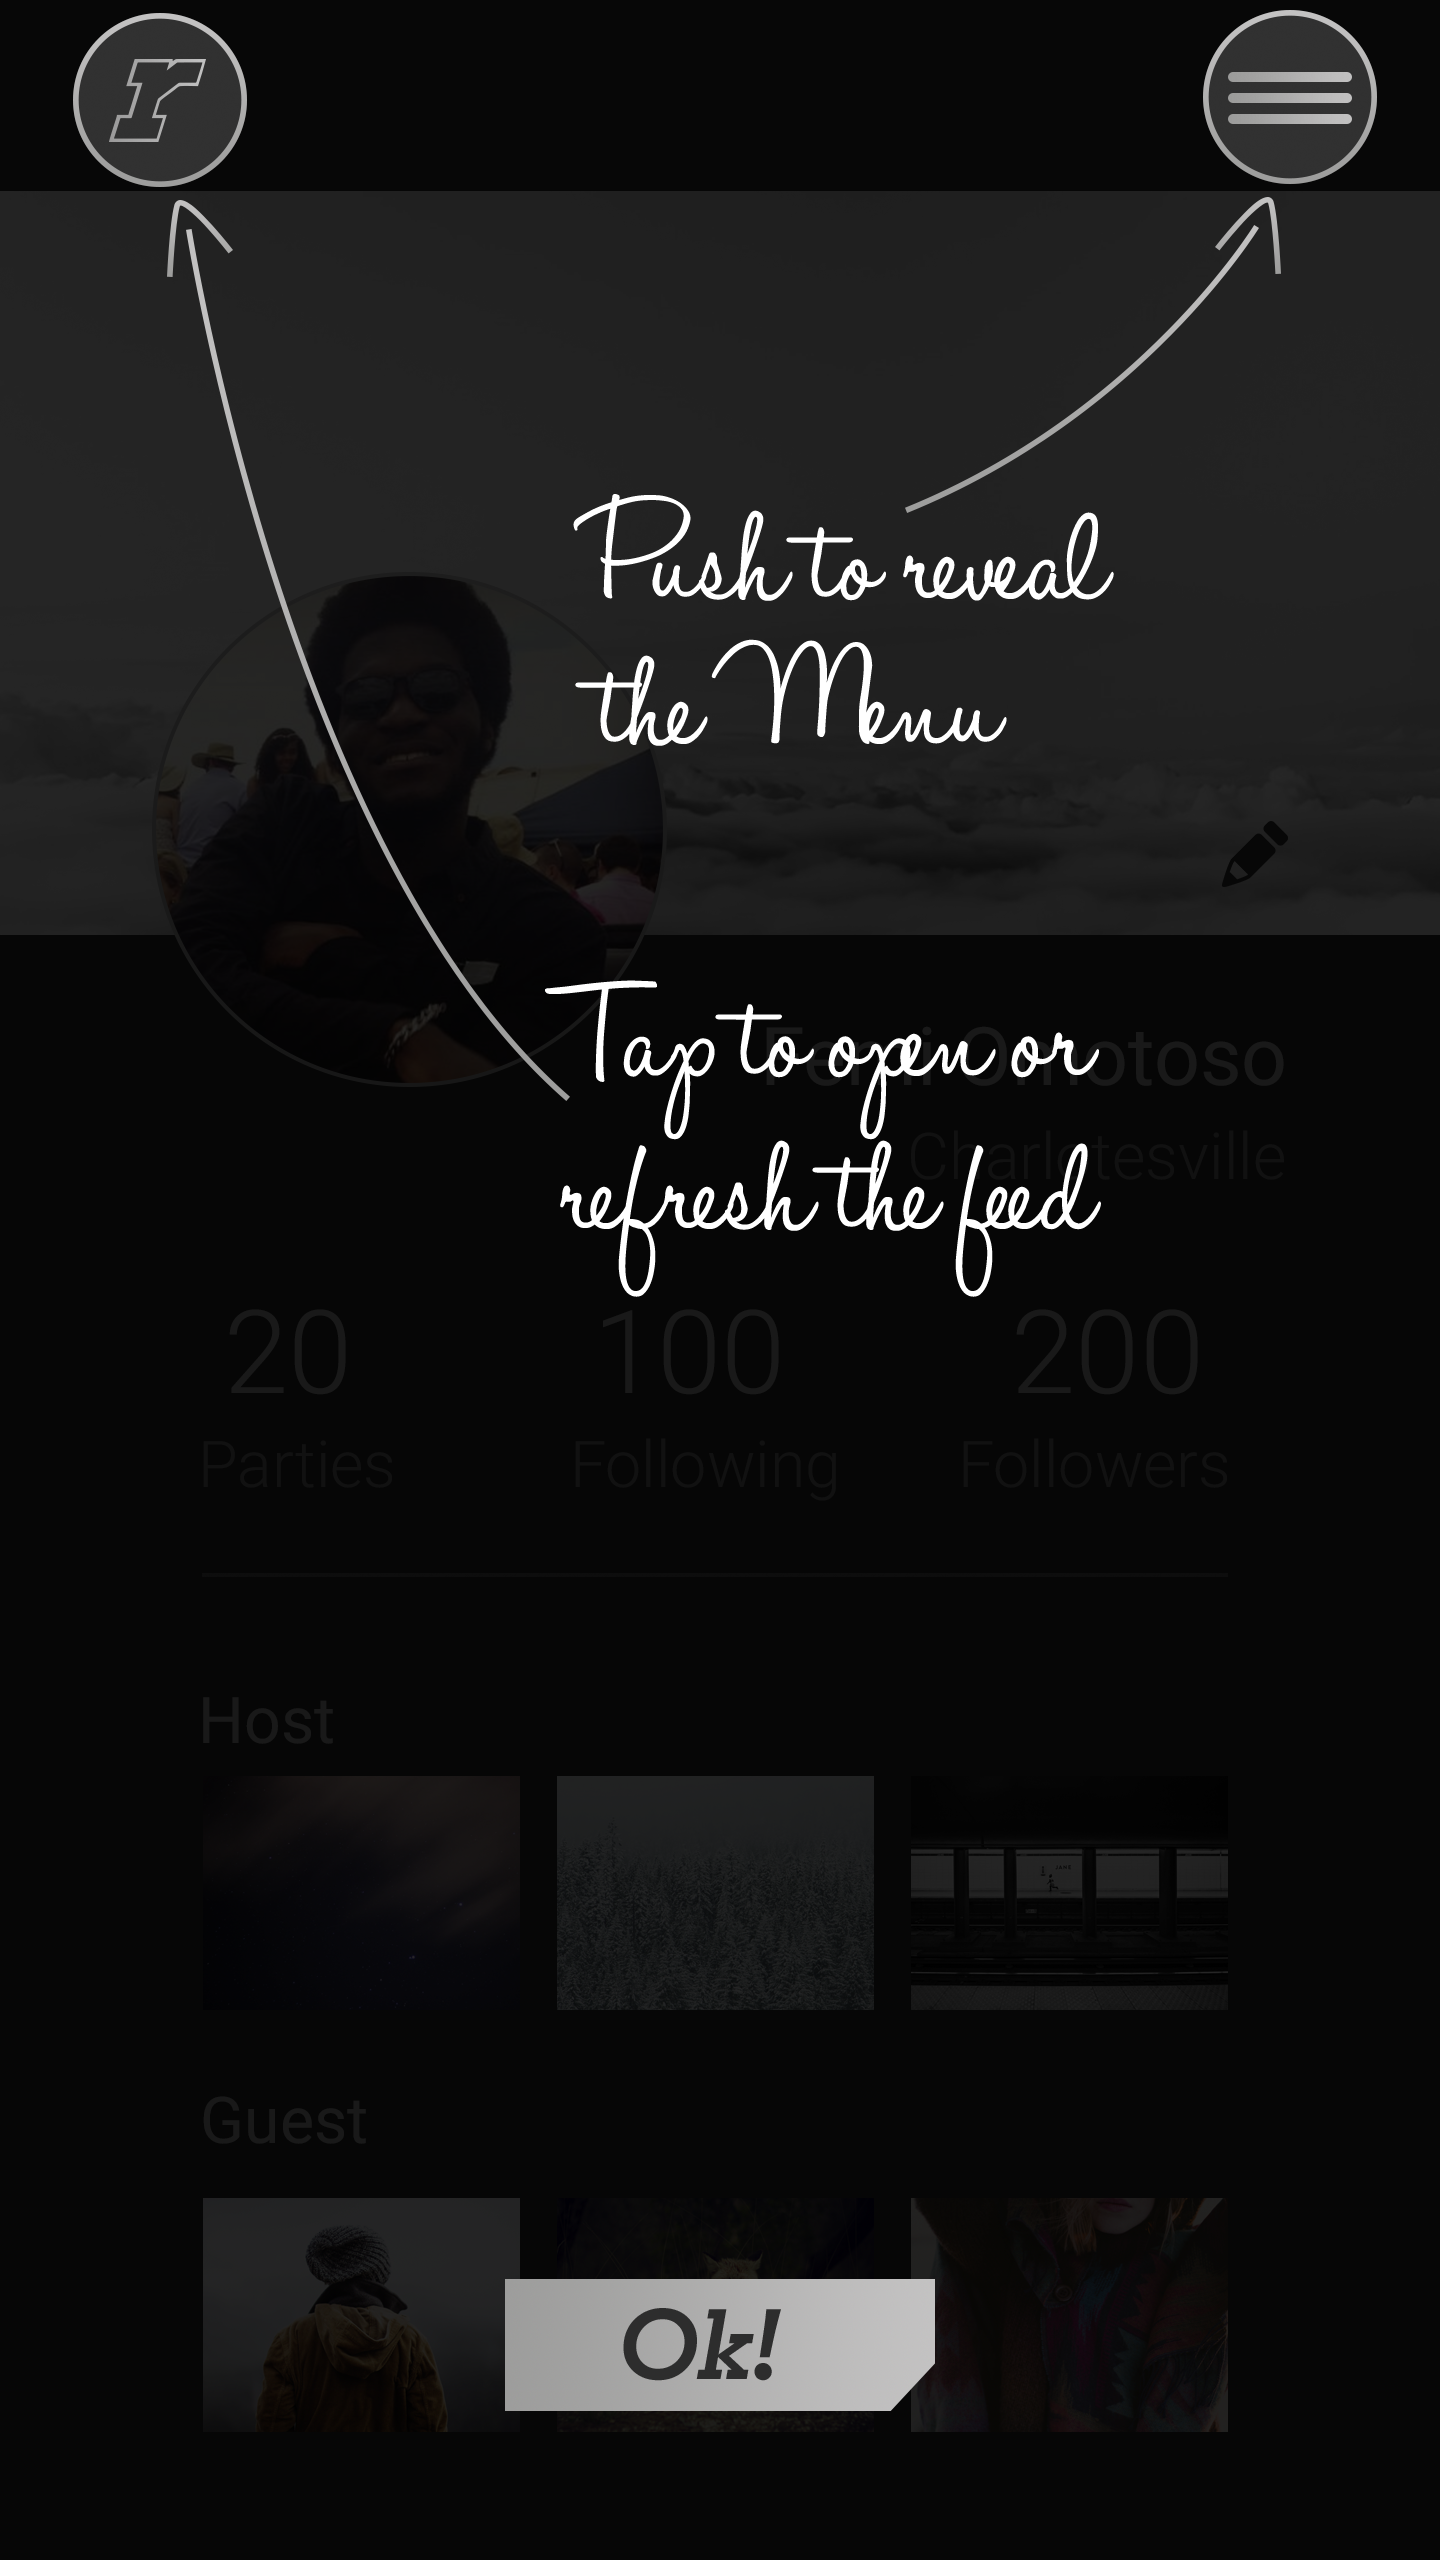 r
Push to reveal
the Menu
Tap to open or
refresh the feed
Femi Omotoso
Charlottesville
20 100 200
Parties Following Followers
Host
Guest
Ok!